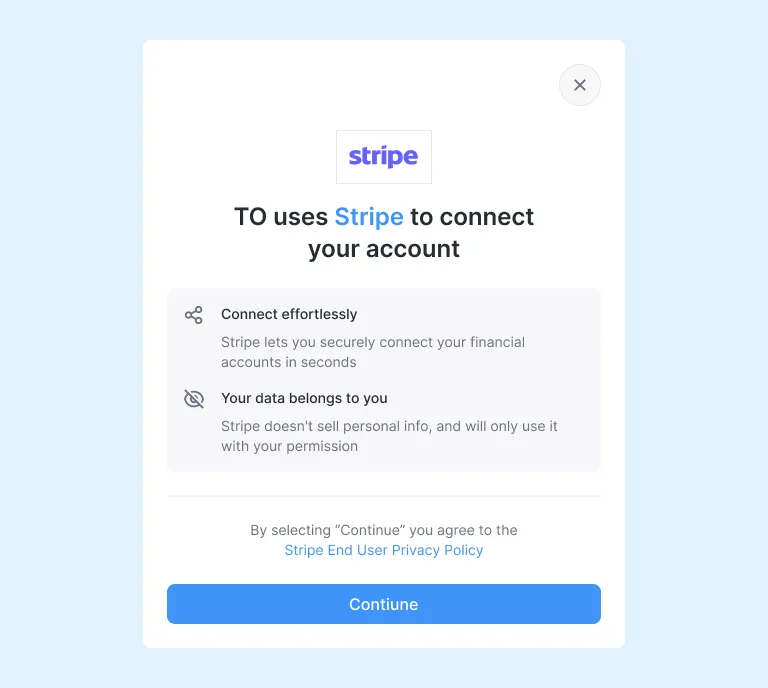 stripe
TO uses Stripe to connect
your account
Connect effortlessly
Stripe lets you securely connect your financial
accounts in seconds
Your data belongs to you
Stripe doesn't sell personal info, and will only use it
with your permission
By selecting “Continue” you agree to the
Stripe End User Privacy Policy
Contiune